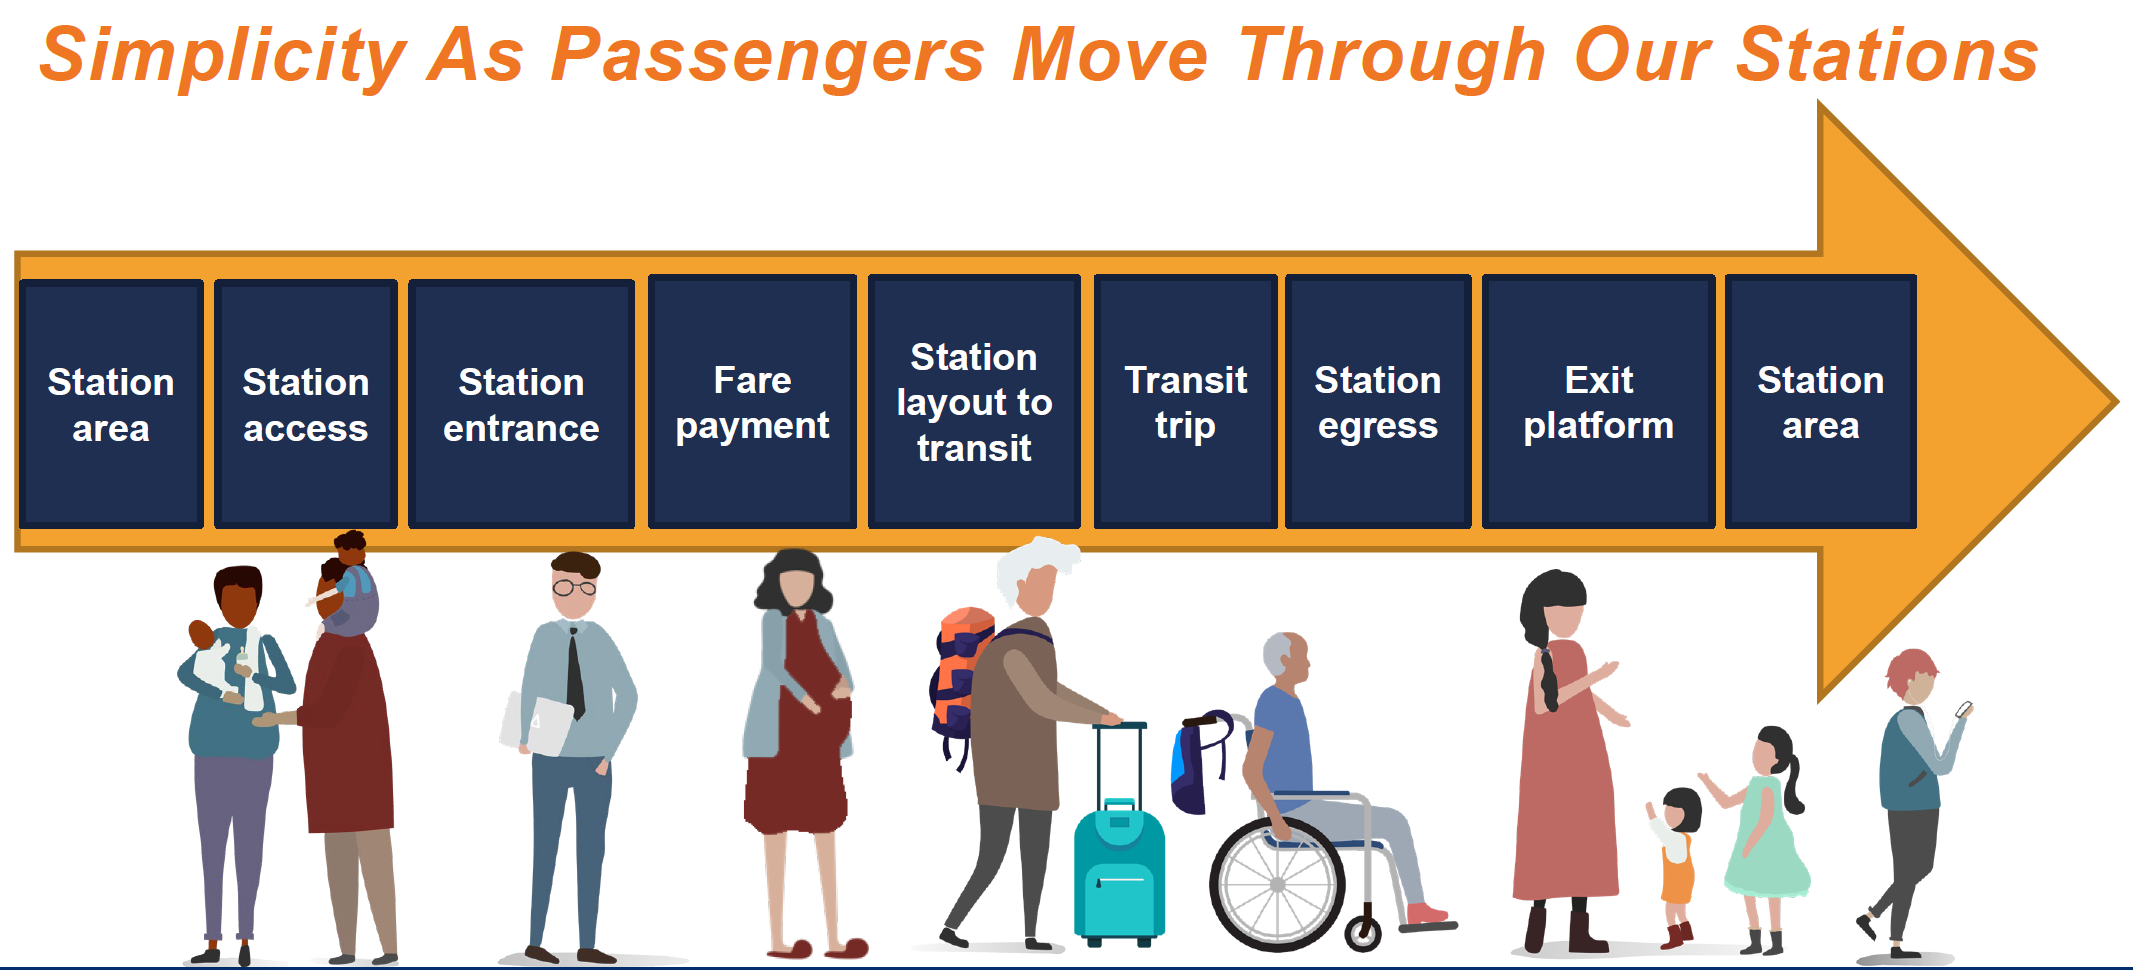 Simplicity As Passengers Move Through Our Stations
Station
area
Station
access
Station
entrance
Fare
payment
Station
layout to
transit
Transit
trip
Station
egress
Exit
platform
Station
area